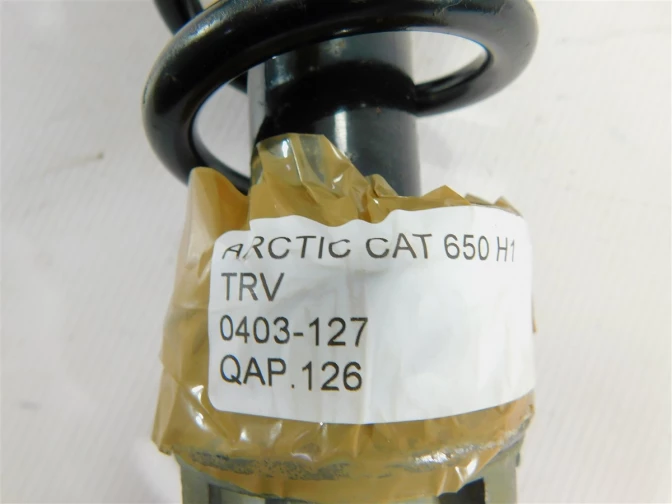 ARCTIC CAT 650 H1
TRV
0403-127
QAP.126